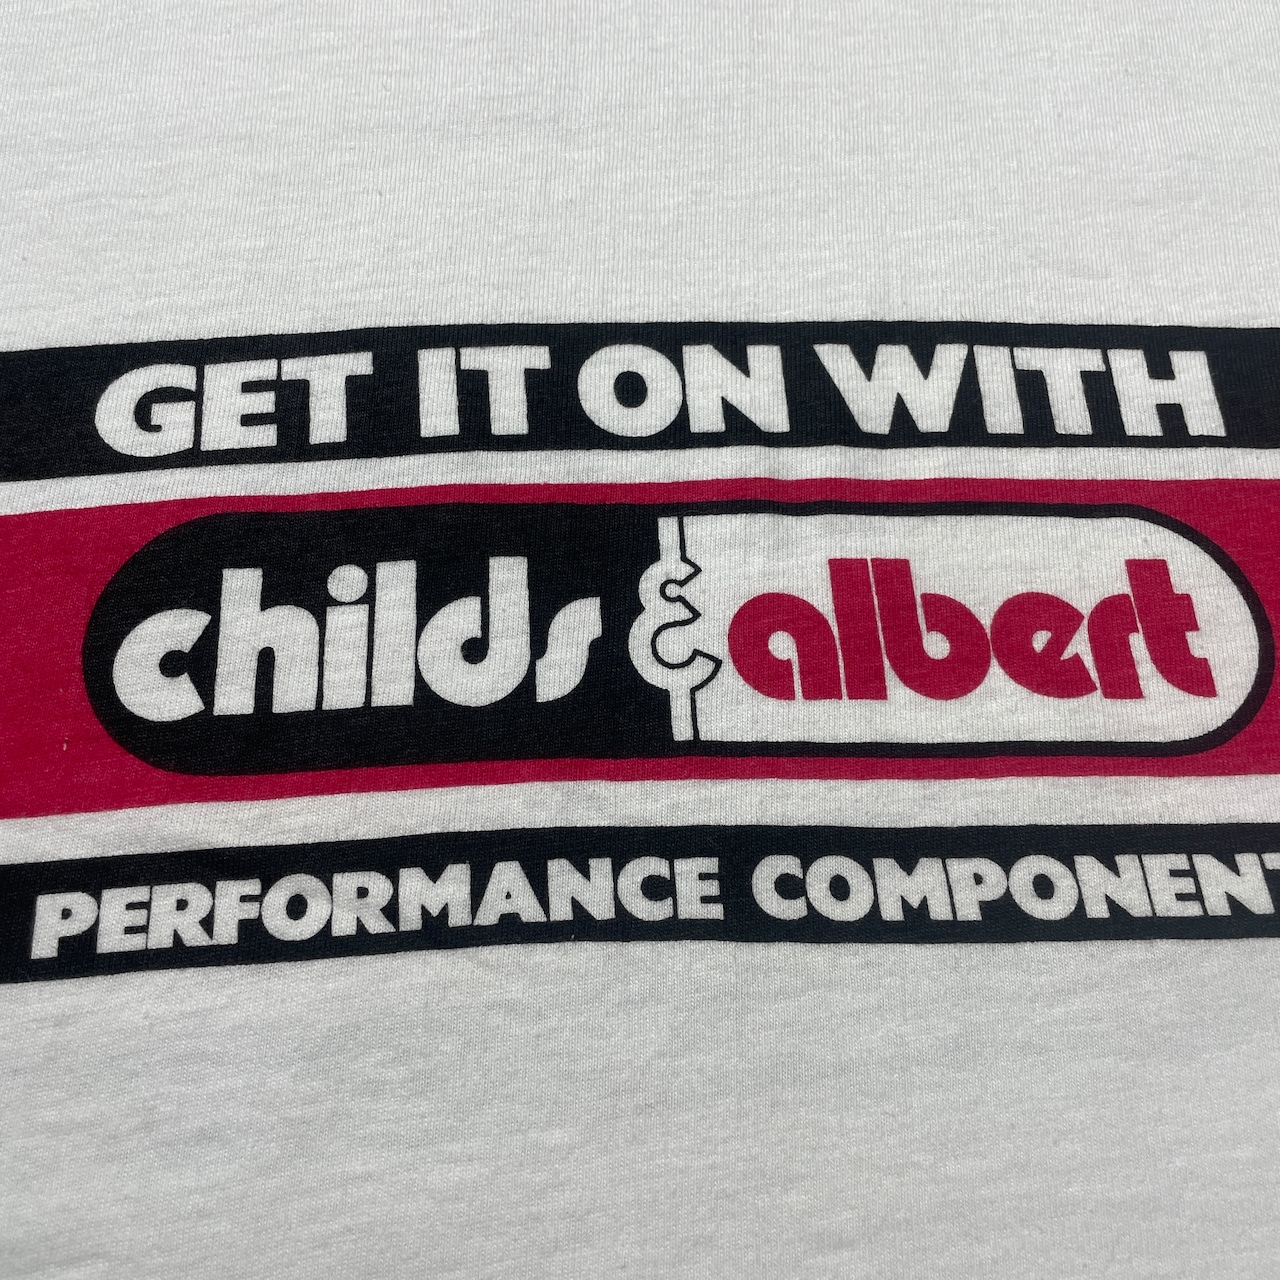 GET IT ON WITH
childs & albert
PERFORMANCE COMPONENT